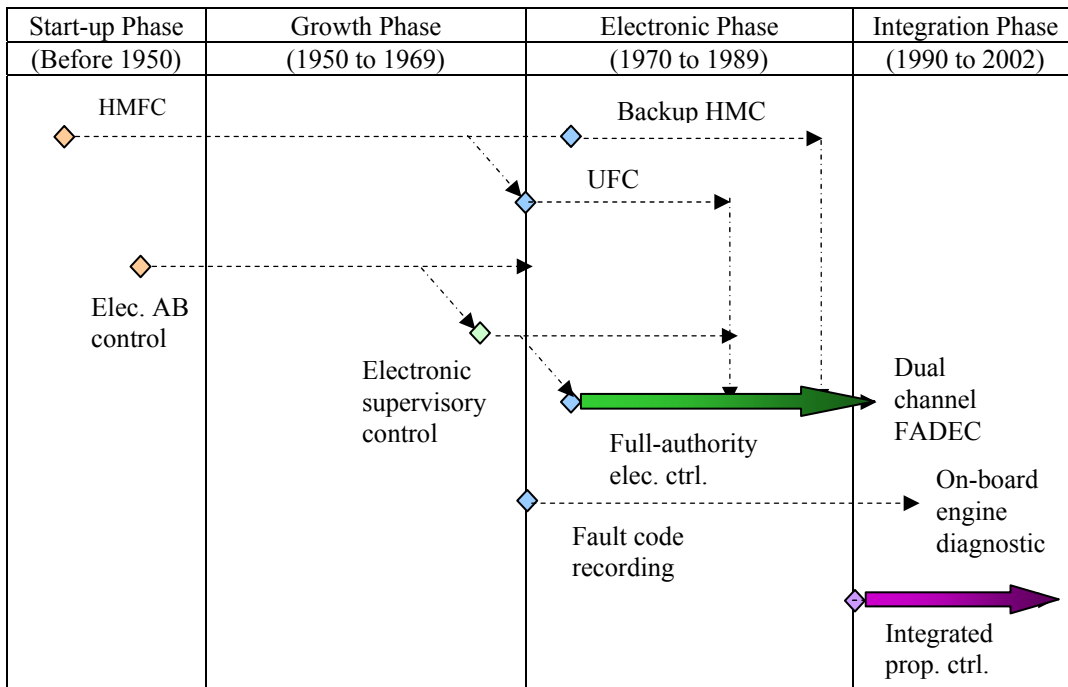 Start-up Phase
Growth Phase
Electronic Phase
Integration Phase
(Before 1950)
(1950 to 1969)
(1970 to 1989)
(1990 to 2002)
HMFC
Backup HMC
UFC
Elec. AB
control
Electronic
supervisory
control
Dual
channel
FADEC
Full-authority
elec. ctrl.
On-board
engine
diagnostic
Fault code
recording
Integrated
prop. ctrl.